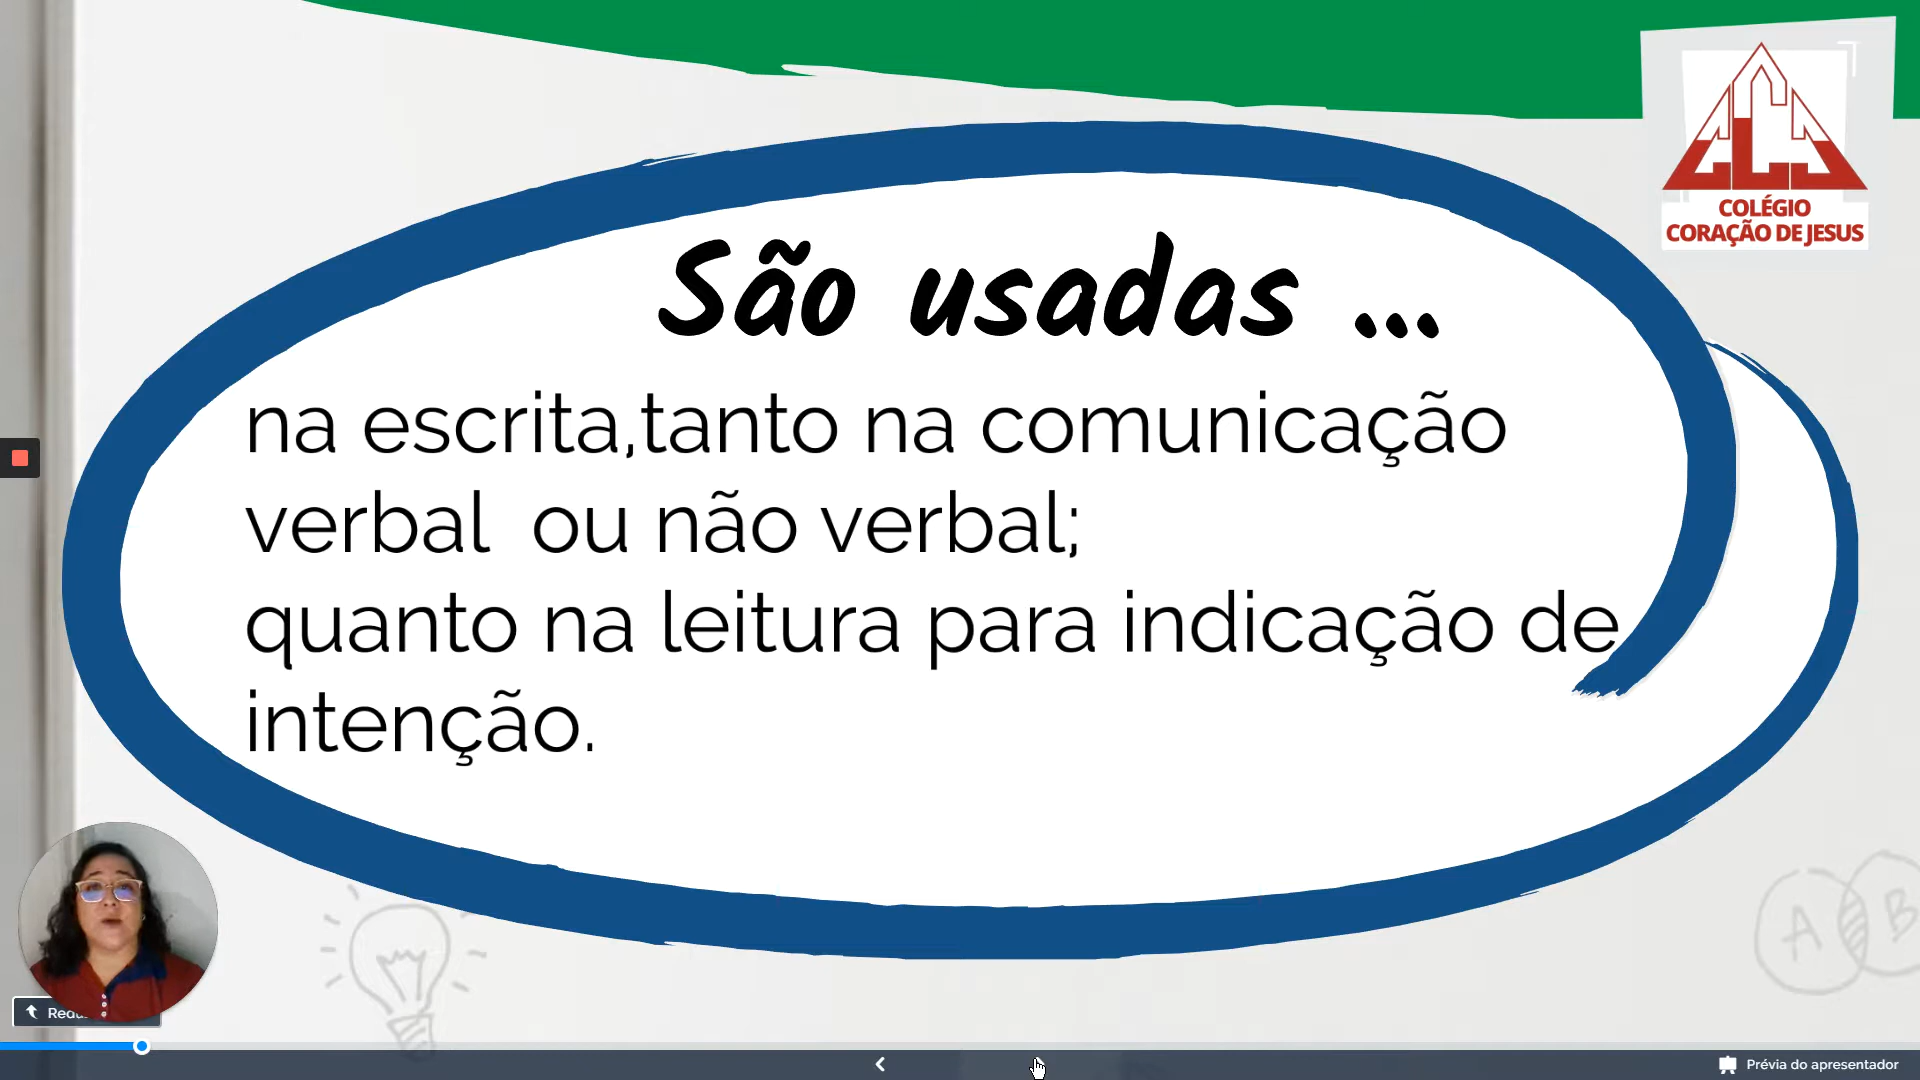 COLÉGIO
CORAÇÃO DE JESUS
São usadas ...
na escrita,tanto na comunicação
verbal  ou não verbal;
quanto na leitura para indicação de
intenção.
A B
Prévia do apresentador